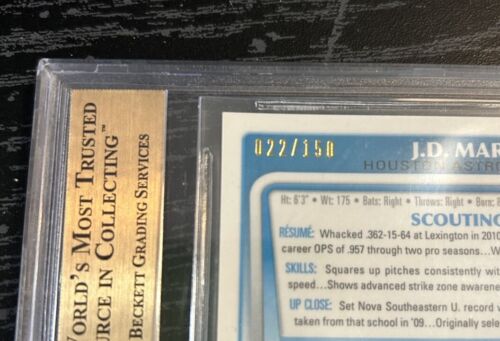 WORLD'S MOST TRUSTED
SOURCE IN COLLECTING™
BECKETT GRADING SERVICES
022/150
J.D. MAR
HOUSTON ASTRO
Ht: 6'3" • Wt: 175 • Bats: Right • Throws: Right • Born:
SCOUTING
RÉSUMÉ: Whacked .362-15-64 at Lexington in 2010
career OPS of .957 through two pro seasons...W
SKILLS: Squares up pitches consistently wit
speed...Shows advanced strike zone awarene
UP CLOSE: Set Nova Southeastern U. record w
taken from that school in '09...Originally sele